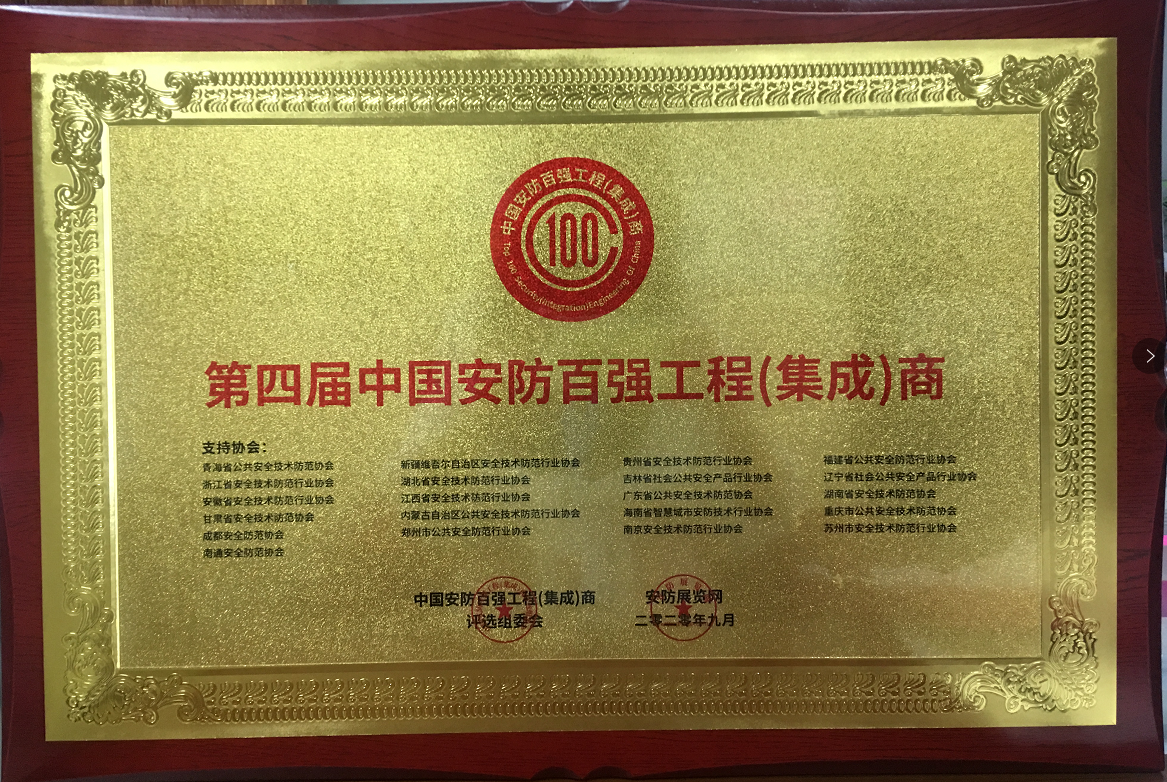 中国安防百强工程(集成)商
100
Top 100 Security(Integration)Engineering Of China
第四届中国安防百强工程(集成)商
支持协会：
青海省公共安全技术防范协会 新疆维吾尔自治区安全技术防范行业协会 贵州省安全技术防范行业协会 福建省公共安全防范行业协会
浙江省安全技术防范行业协会 湖北省安全技术防范行业协会 吉林省社会公共安全产品行业协会 辽宁省社会公共安全产品行业协会
安徽省安全技术防范行业协会 江西省安全技术防范协会 广东省公共安全技术防范协会 湖南省安全技术防范协会
甘肃省安全技术防范协会 内蒙古自治区公共安全技术防范行业协会 海南省智慧城市安防技术行业协会 重庆市公共安全技术防范协会
成都安全防范协会 郑州市公共安全防范行业协会 南京安全技术防范行业协会 苏州市安全技术防范行业协会
南通安全防范协会
中国安防百强工程(集成)商 安防展览网
评选组委会 二零二零年九月